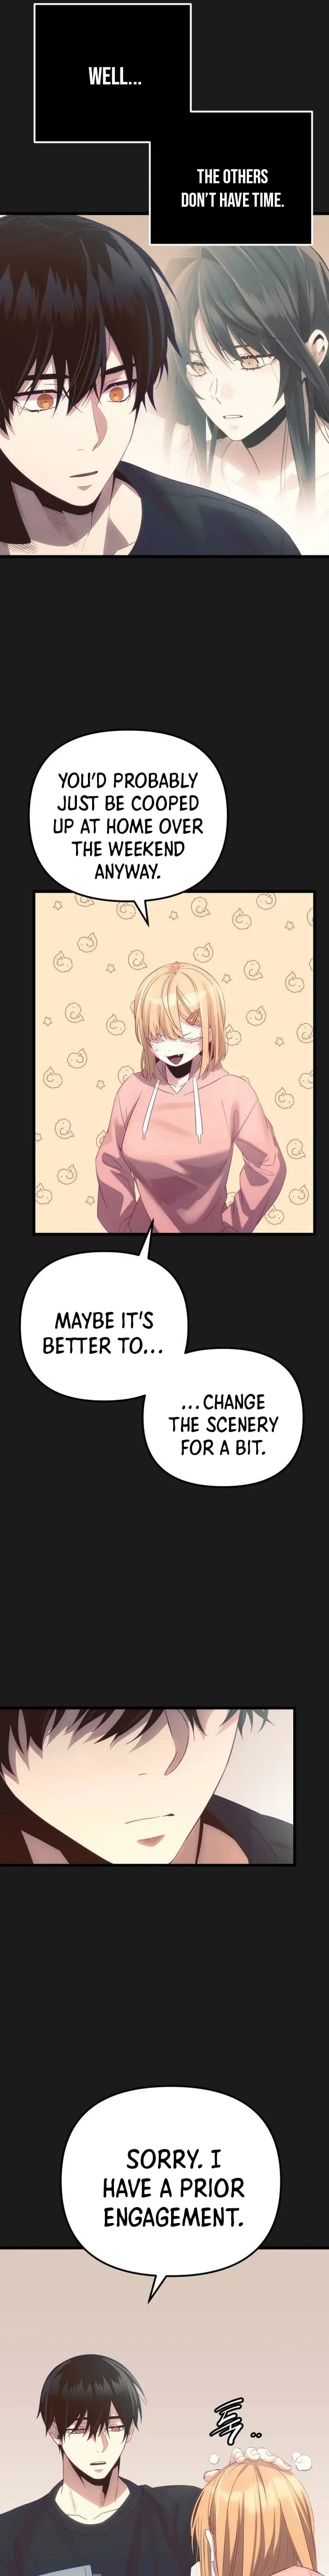 WELL...
THE OTHERS
DON'T HAVE TIME.
YOU'D PROBABLY
JUST BE COOPED
UP AT HOME OVER
THE WEEKEND
ANYWAY.
MAYBE IT'S
BETTER TO...
...CHANGE
THE SCENERY
FOR A BIT.
SORRY. I
HAVE A PRIOR
ENGAGEMENT.
툭..